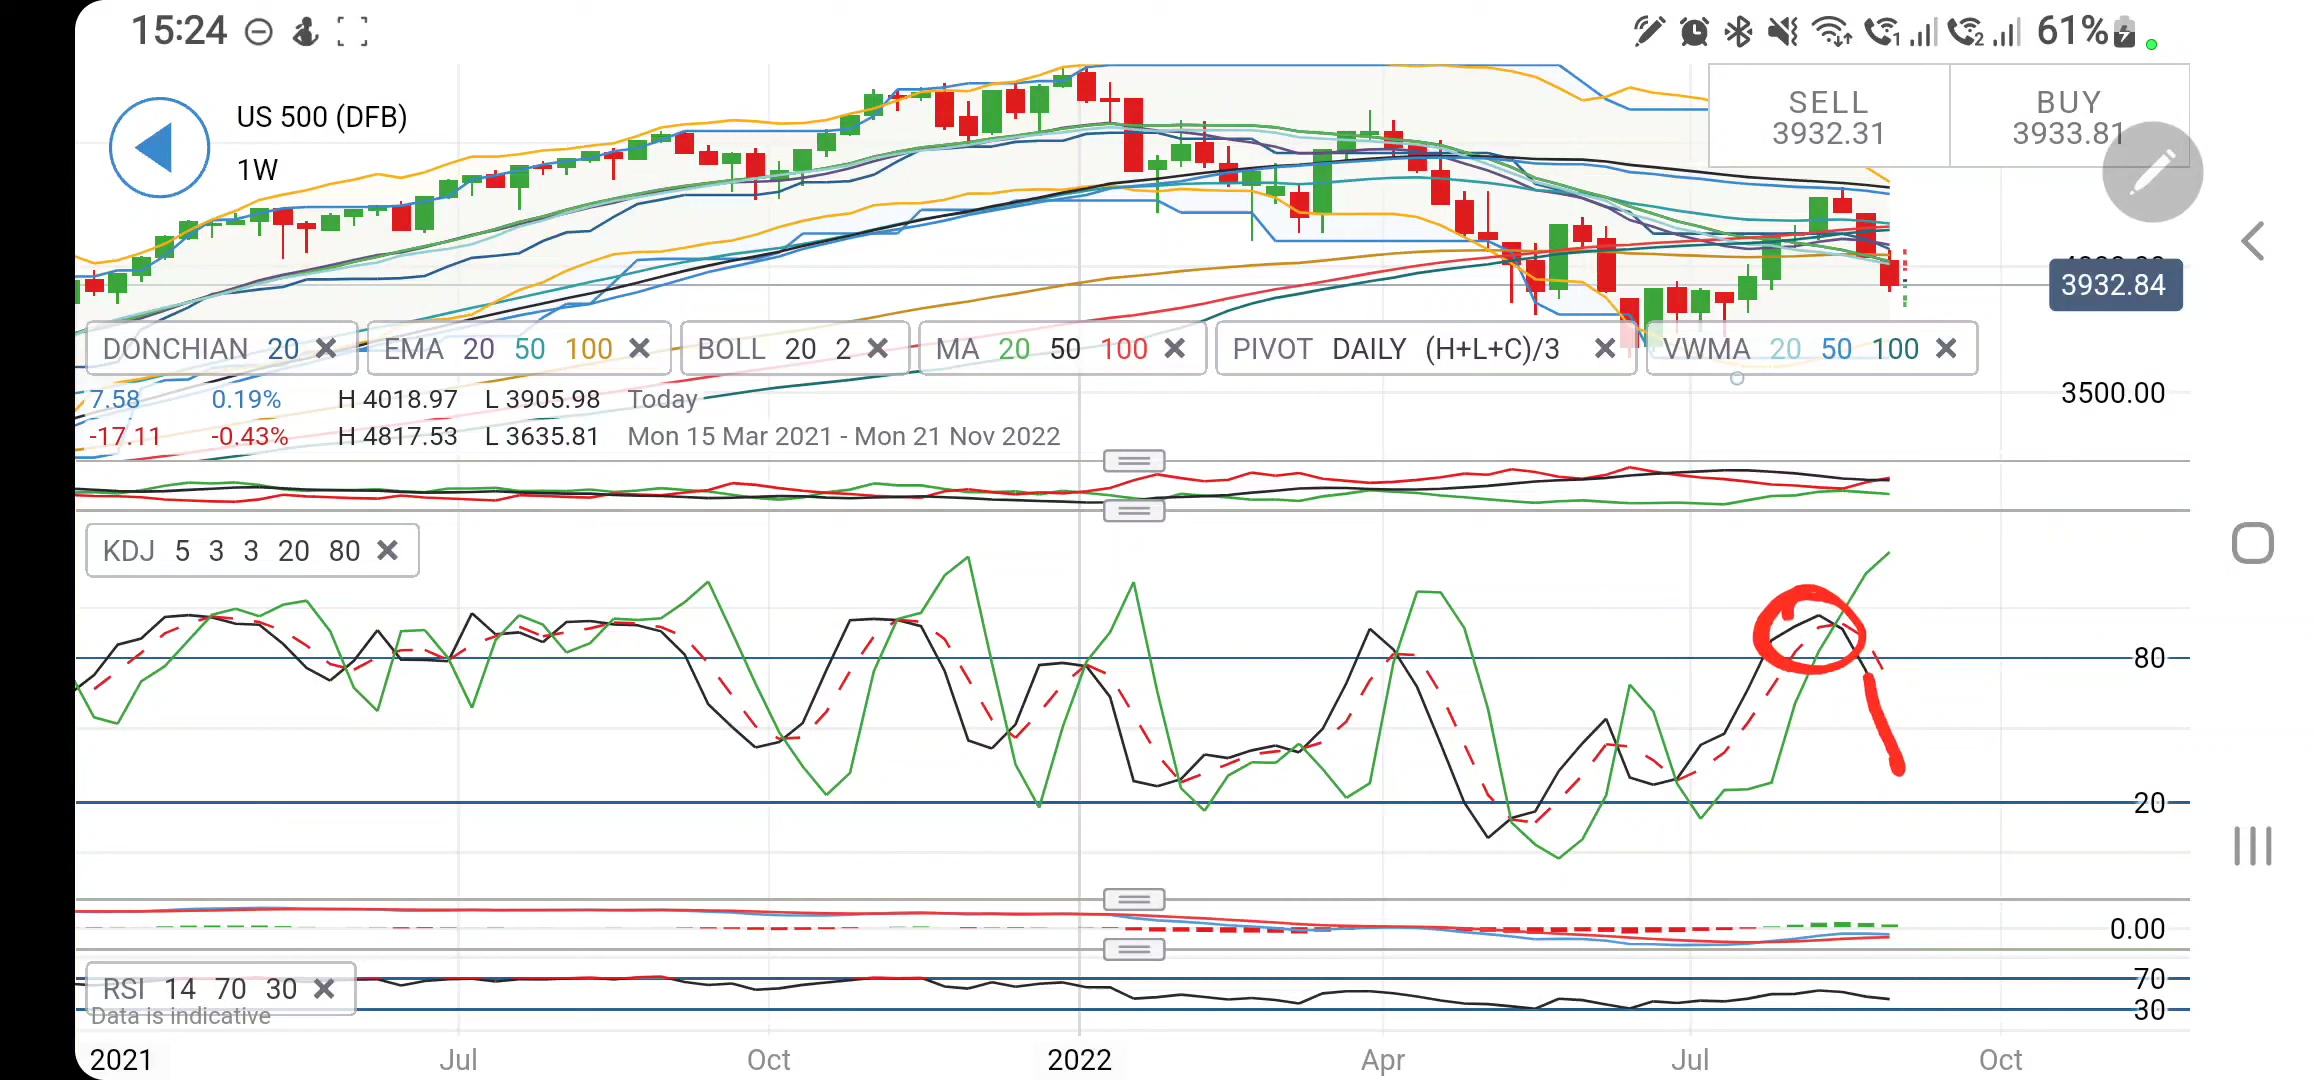 15:24
61%
US 500 (DFB)
1W
SELL
3932.31
BUY
3933.81
3932.84
DONCHIAN 20
EMA 20 50 100
BOLL 20 2
MA 20 50 100
PIVOT DAILY (H+L+C)/3
VWMA 20 50 100
7.58 0.19% H 4018.97 L 3905.98 Today
3500.00
-17.11 -0.43% H 4817.53 L 3635.81 Mon 15 Mar 2021 - Mon 21 Nov 2022
KDJ 5 3 3 20 80
80
20
0.00
RSI 14 70 30
70
Data is indicative
30
2021 Jul Oct 2022 Apr Jul Oct